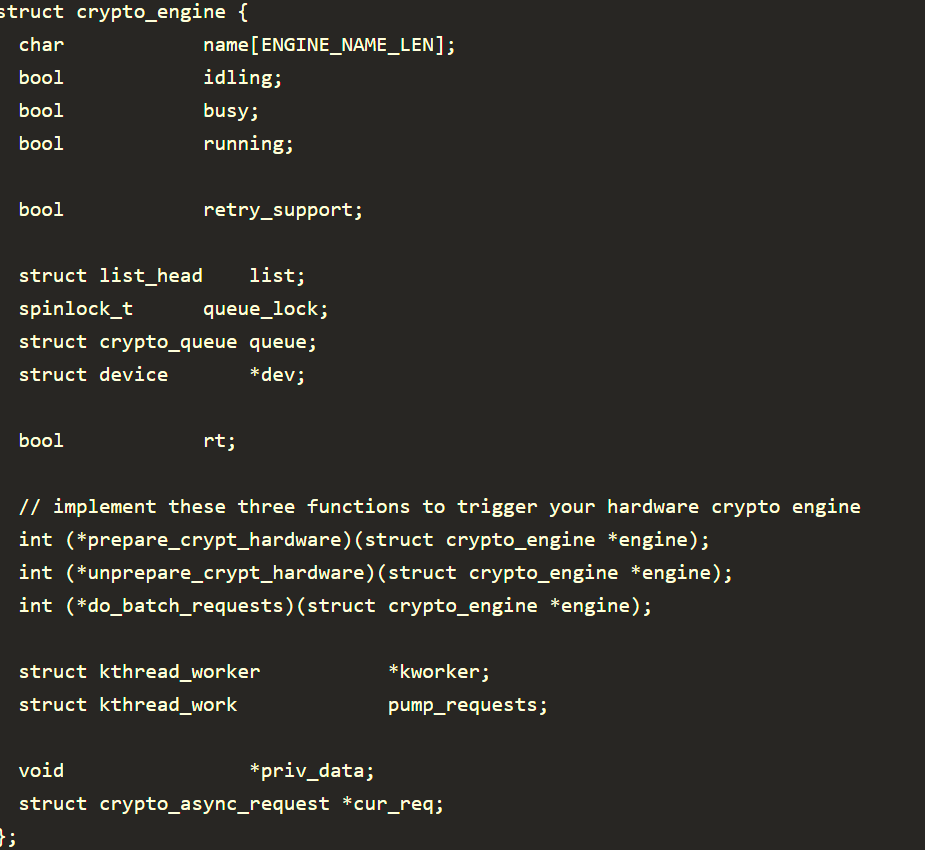 struct crypto_engine {
  char            name[ENGINE_NAME_LEN];
  bool            idling;
  bool            busy;
  bool            running;

  bool            retry_support;

  struct list_head    list;
  spinlock_t      queue_lock;
  struct crypto_queue queue;
  struct device       *dev;

  bool            rt;

  // implement these three functions to trigger your hardware crypto engine
  int (*prepare_crypt_hardware)(struct crypto_engine *engine);
  int (*unprepare_crypt_hardware)(struct crypto_engine *engine);
  int (*do_batch_requests)(struct crypto_engine *engine);

  struct kthread_worker           *kworker;
  struct kthread_work             pump_requests;

  void                *priv_data;
  struct crypto_async_request *cur_req;
};